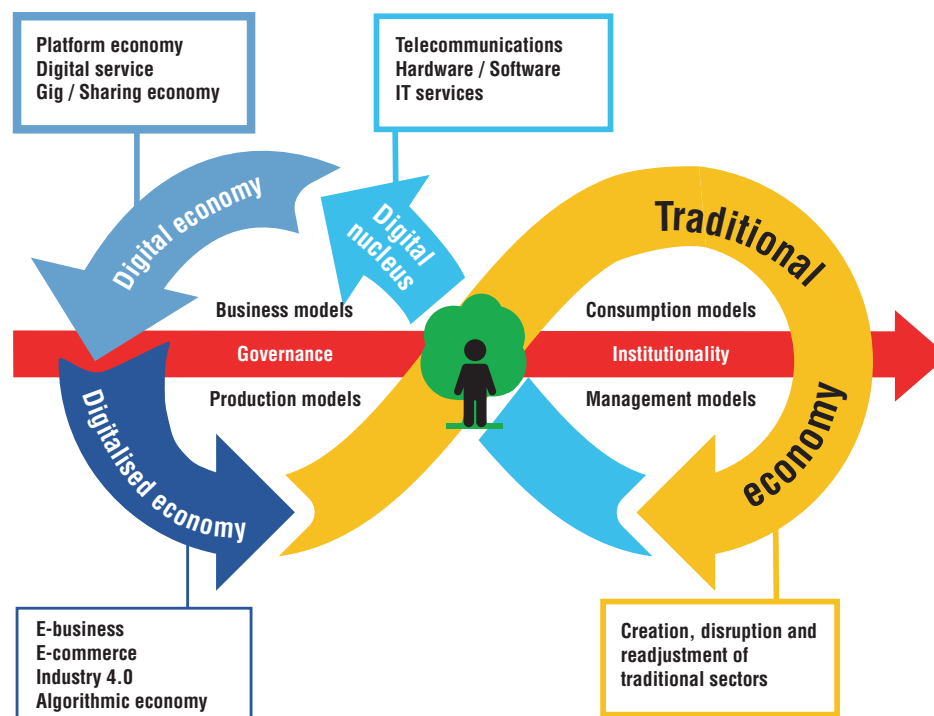 Platform economy
Digital service
Gig / Sharing economy
Telecommunications
Hardware / Software
IT services
Digital economy
Digital
nucleus
Traditional
economy
Business models
Consumption models
Governance
Institutionality
Production models
Management models
Digitalised economy
E-business
E-commerce
Industry 4.0
Algorithmic economy
Creation, disruption and
readjustment of
traditional sectors